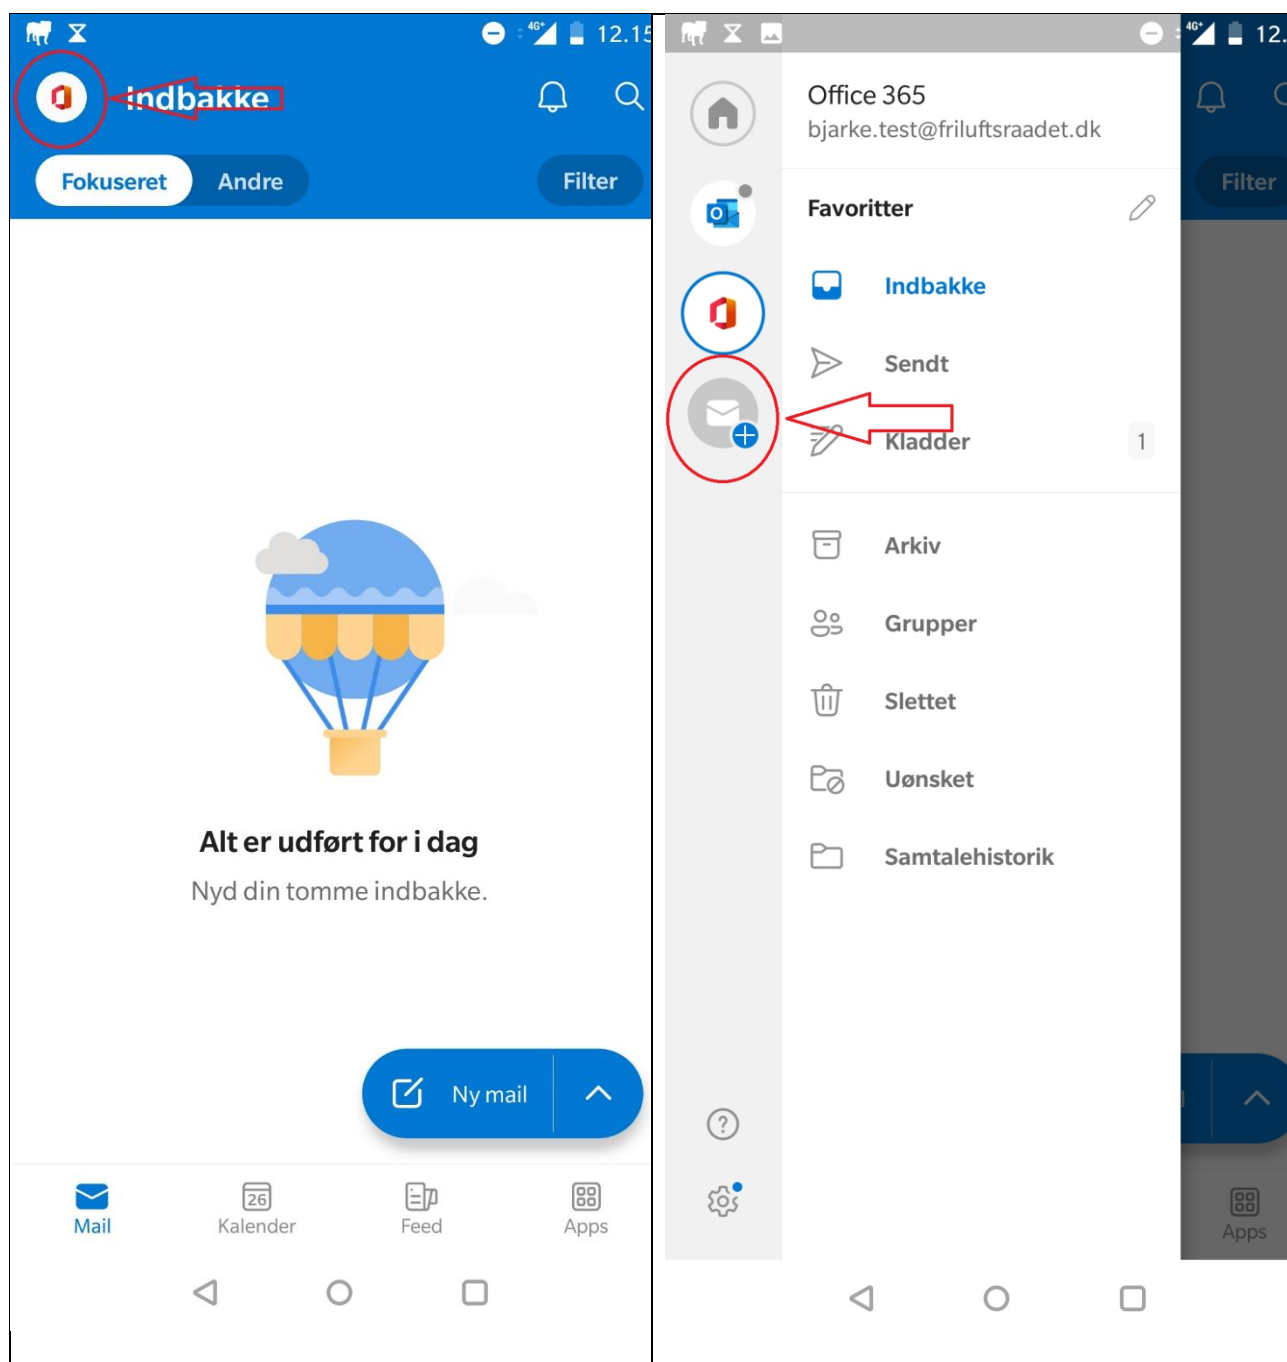 4G+ 12.15
Indbakke
Fokuseret Andre Filter
Alt er udført for i dag
Nyd din tomme indbakke.
Ny mail
26
Mail Kalender Feed Apps
4G+ 12.
Office 365
bjarke.test@friluftsraadet.dk
Filter
Favoritter
Indbakke
Sendt
Kladder 1
Arkiv
Grupper
Slettet
Uønsket
Samtalehistorik
Apps